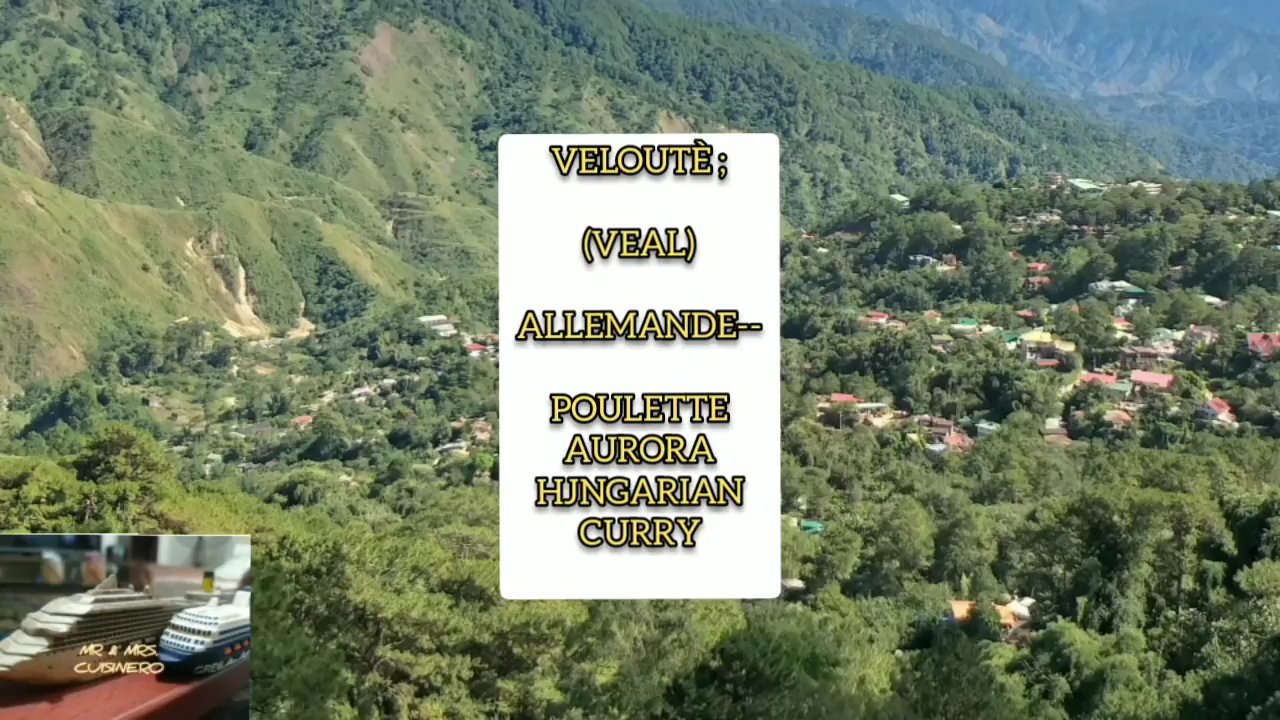 VELOUTÈ ;
(VEAL)
ALLEMANDE--
POULETTE
AURORA
HJNGARIAN
CURRY
MR & MRS.
CUISINERO